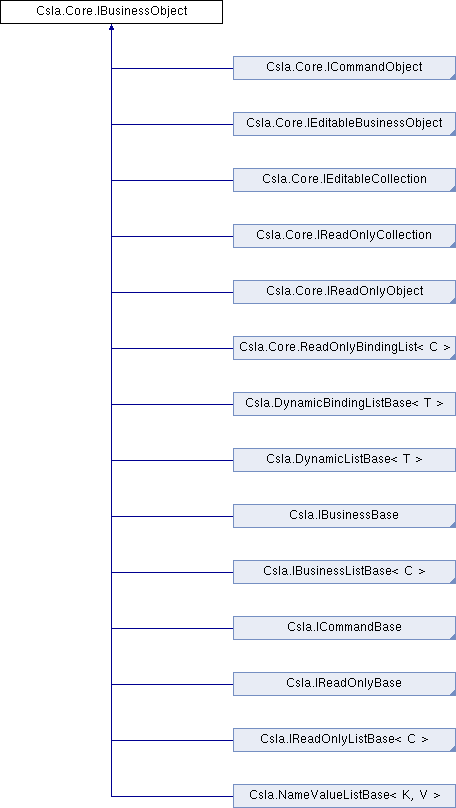 Csla.Core.IBusinessObject
Csla.Core.ICommandObject
Csla.Core.IEditableBusinessObject
Csla.Core.IEditableCollection
Csla.Core.IReadOnlyCollection
Csla.Core.IReadOnlyObject
Csla.Core.ReadOnlyBindingList< C >
Csla.DynamicBindingListBase< T >
Csla.DynamicListBase< T >
Csla.IBusinessBase
Csla.IBusinessListBase< C >
Csla.ICommandBase
Csla.IReadOnlyBase
Csla.IReadOnlyListBase< C >
Csla.NameValueListBase< K, V >